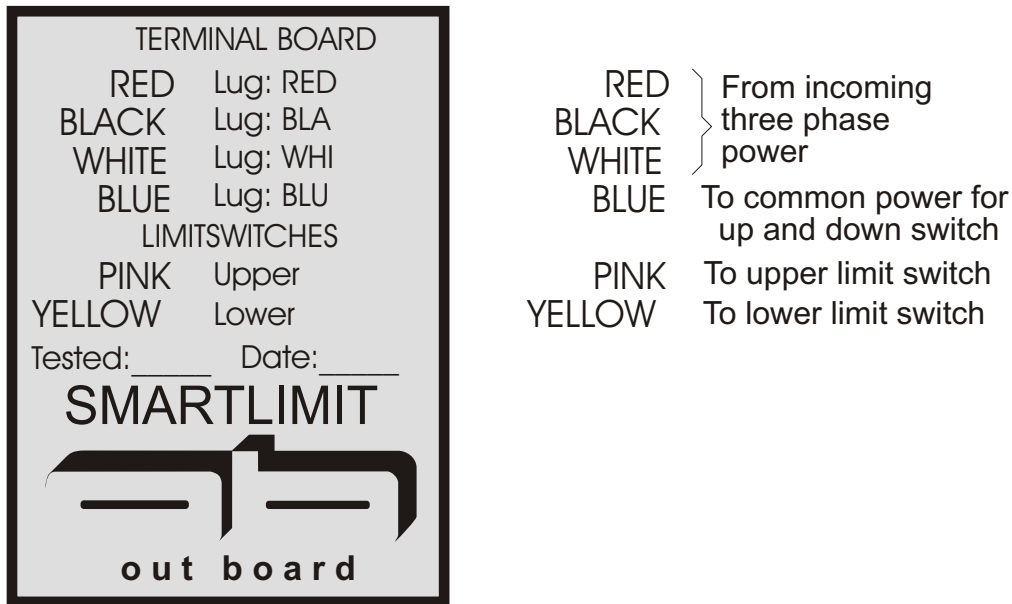 TERMINAL BOARD
RED Lug: RED
BLACK Lug: BLA
WHITE Lug: WHI
BLUE Lug: BLU
LIMITSWITCHES
PINK Upper
YELLOW Lower
Tested:_____ Date:_____
SMARTLIMIT
out board
RED
BLACK
WHITE
From incoming
three phase
power
BLUE To common power for
up and down switch
PINK To upper limit switch
YELLOW To lower limit switch